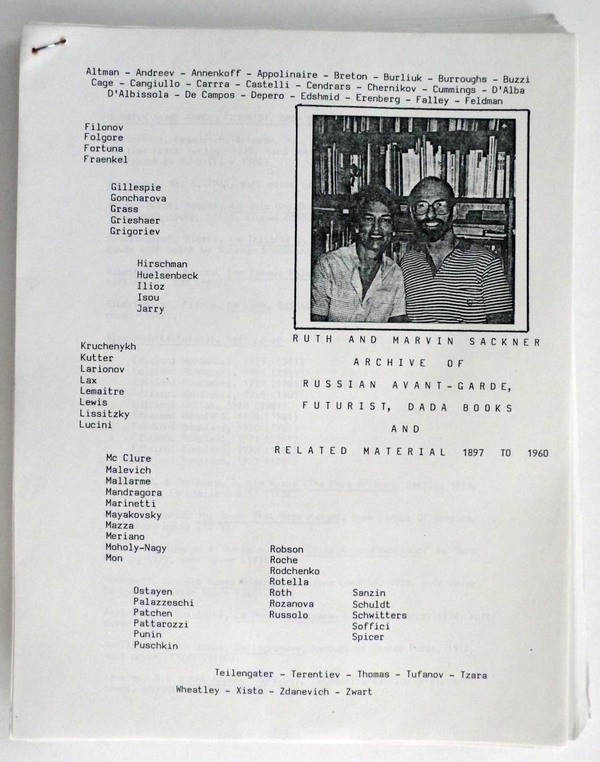 Altman - Andreev - Annenkoff - Appolinaire - Breton - Burliuk - Burroughs - Buzzi
Cage - Cangiullo - Carrra - Castelli - Cendrars - Chernikov - Cummings - D'Alba
D'Albissola - De Campos - Depero - Edshmid - Erenberg - Falley - Feldman
Filonov
Folgore
Fortuna
Fraenkel
Gillespie
Goncharova
Grass
Grieshaer
Grigoriev
Hirschman
Huelsenbeck
Ilioz
Isou
Jarry
RUTH AND MARVIN SACKNER
ARCHIVE OF
RUSSIAN AVANT-GARDE,
FUTURIST, DADA BOOKS
AND
RELATED MATERIAL 1897 TO 1960
Kruchenykh
Kutter
Larionov
Lax
Lemaitre
Lewis
Lissitzky
Lucini
Mc Clure
Malevich
Mallarme
Mandragora
Marinetti
Mayakovsky
Mazza
Meriano
Moholy-Nagy
Mon
Ostayen
Palazzeschi
Patchen
Pattarozzi
Punin
Puschkin
Robson
Roche
Rodchenko
Rotella
Roth
Rozanova
Russolo
Sanzin
Schuldt
Schwitters
Soffici
Spicer
Teilengater - Terentiev - Thomas - Tufanov - Tzara
Wheatley - Xisto - Zdanevich - Zwart